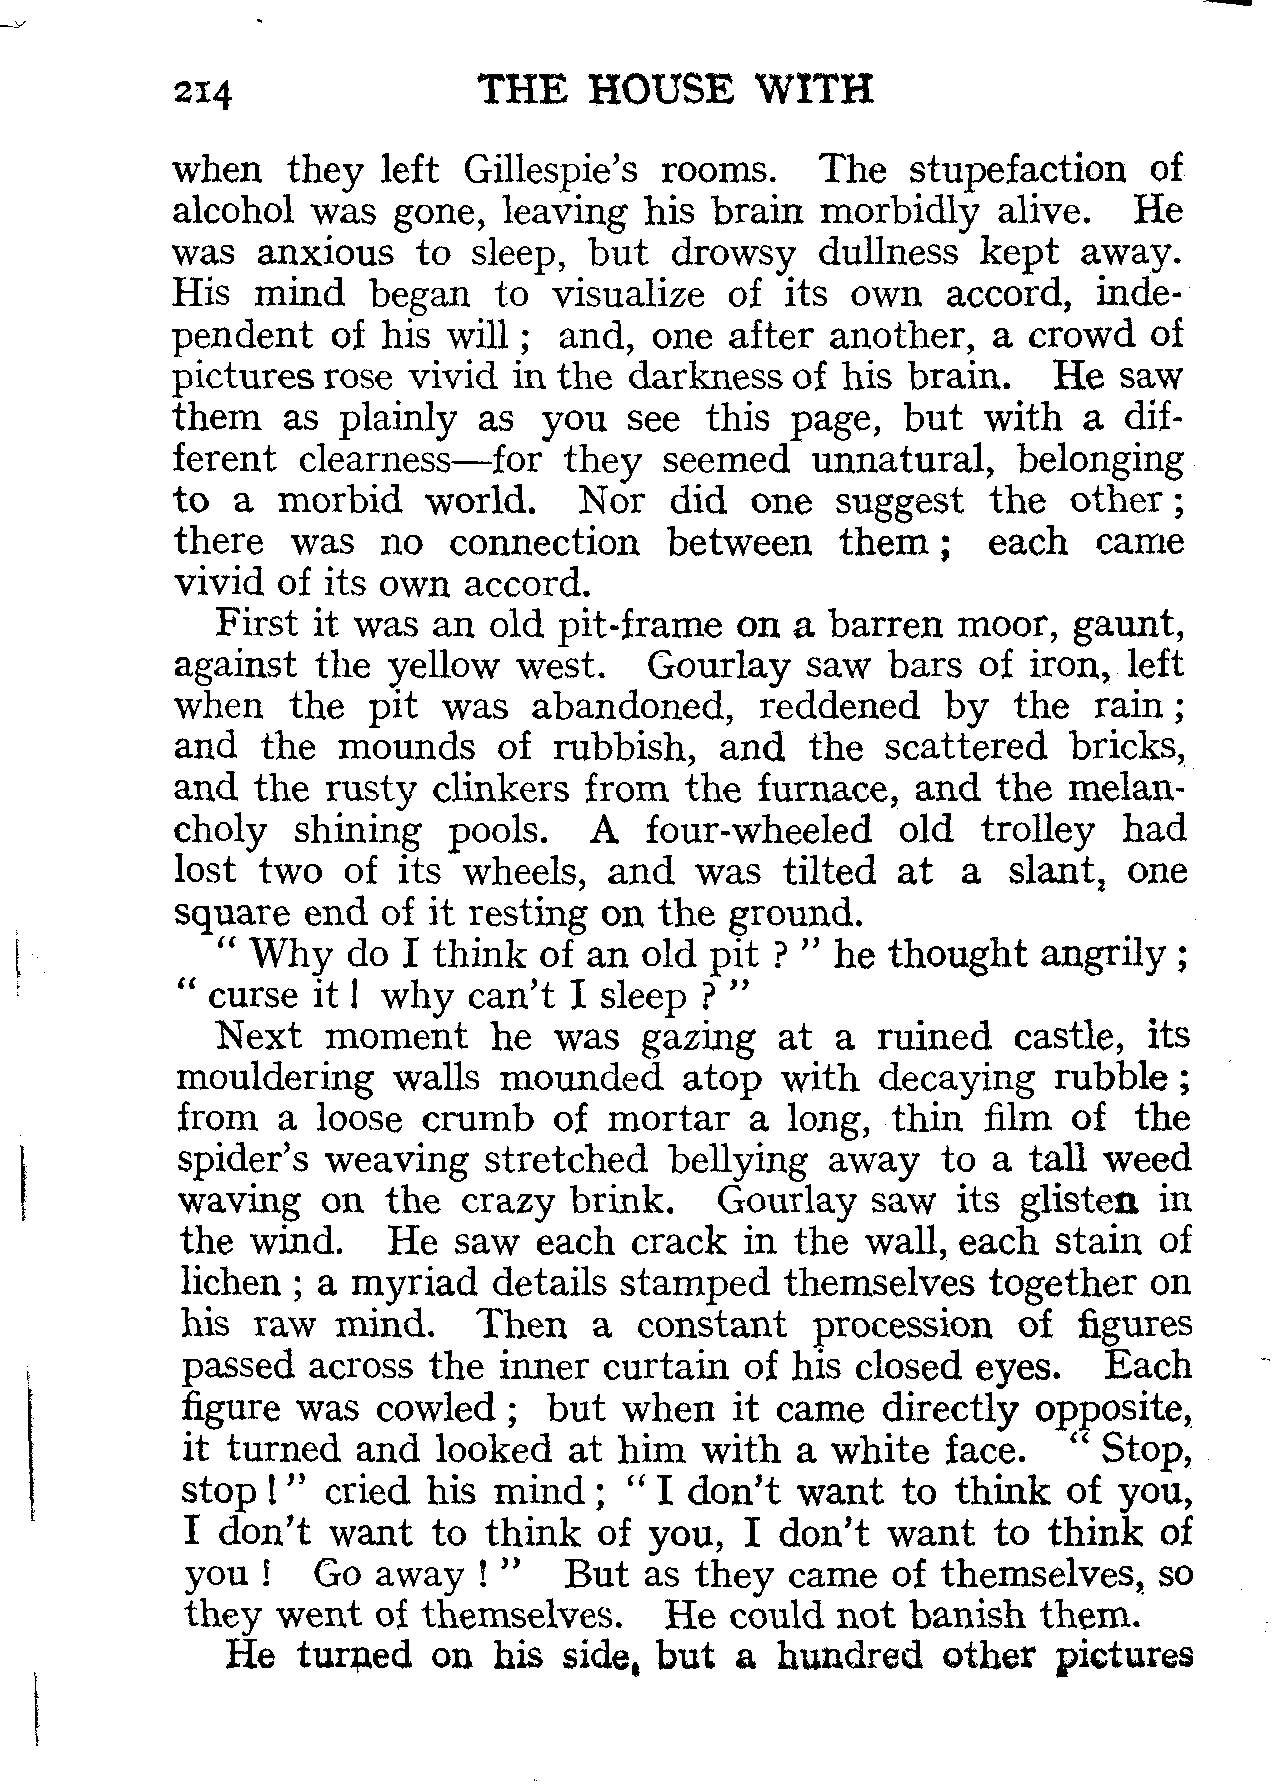 214 THE HOUSE WITH
when they left Gillespie's rooms. The stupefaction of
alcohol was gone, leaving his brain morbidly alive. He
was anxious to sleep, but drowsy dullness kept away.
His mind began to visualize of its own accord, inde-
pendent of his will ; and, one after another, a crowd of
pictures rose vivid in the darkness of his brain. He saw
them as plainly as you see this page, but with a dif-
ferent clearness—for they seemed unnatural, belonging
to a morbid world. Nor did one suggest the other ;
there was no connection between them ; each came
vivid of its own accord.
First it was an old pit-frame on a barren moor, gaunt,
against the yellow west. Gourlay saw bars of iron, left
when the pit was abandoned, reddened by the rain ;
and the mounds of rubbish, and the scattered bricks,
and the rusty clinkers from the furnace, and the melan-
choly shining pools. A four-wheeled old trolley had
lost two of its wheels, and was tilted at a slant, one
square end of it resting on the ground.
" Why do I think of an old pit ? " he thought angrily ;
" curse it ! why can't I sleep ? "
Next moment he was gazing at a ruined castle, its
mouldering walls mounded atop with decaying rubble ;
from a loose crumb of mortar a long, thin film of the
spider's weaving stretched bellying away to a tall weed
waving on the crazy brink. Gourlay saw its glisten in
the wind. He saw each crack in the wall, each stain of
lichen ; a myriad details stamped themselves together on
his raw mind. Then a constant procession of figures
passed across the inner curtain of his closed eyes. Each
figure was cowled ; but when it came directly opposite,
it turned and looked at him with a white face. " Stop,
stop ! " cried his mind ; " I don't want to think of you,
I don't want to think of you, I don't want to think of
you ! Go away ! " But as they came of themselves, so
they went of themselves. He could not banish them.
He turned on his side, but a hundred other pictures